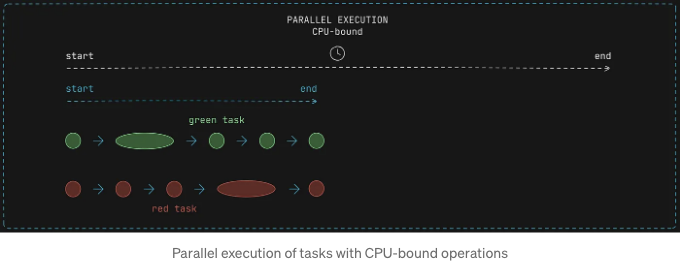 PARALLEL EXECUTION
CPU-bound
start end
start end
green task
red task
Parallel execution of tasks with CPU-bound operations